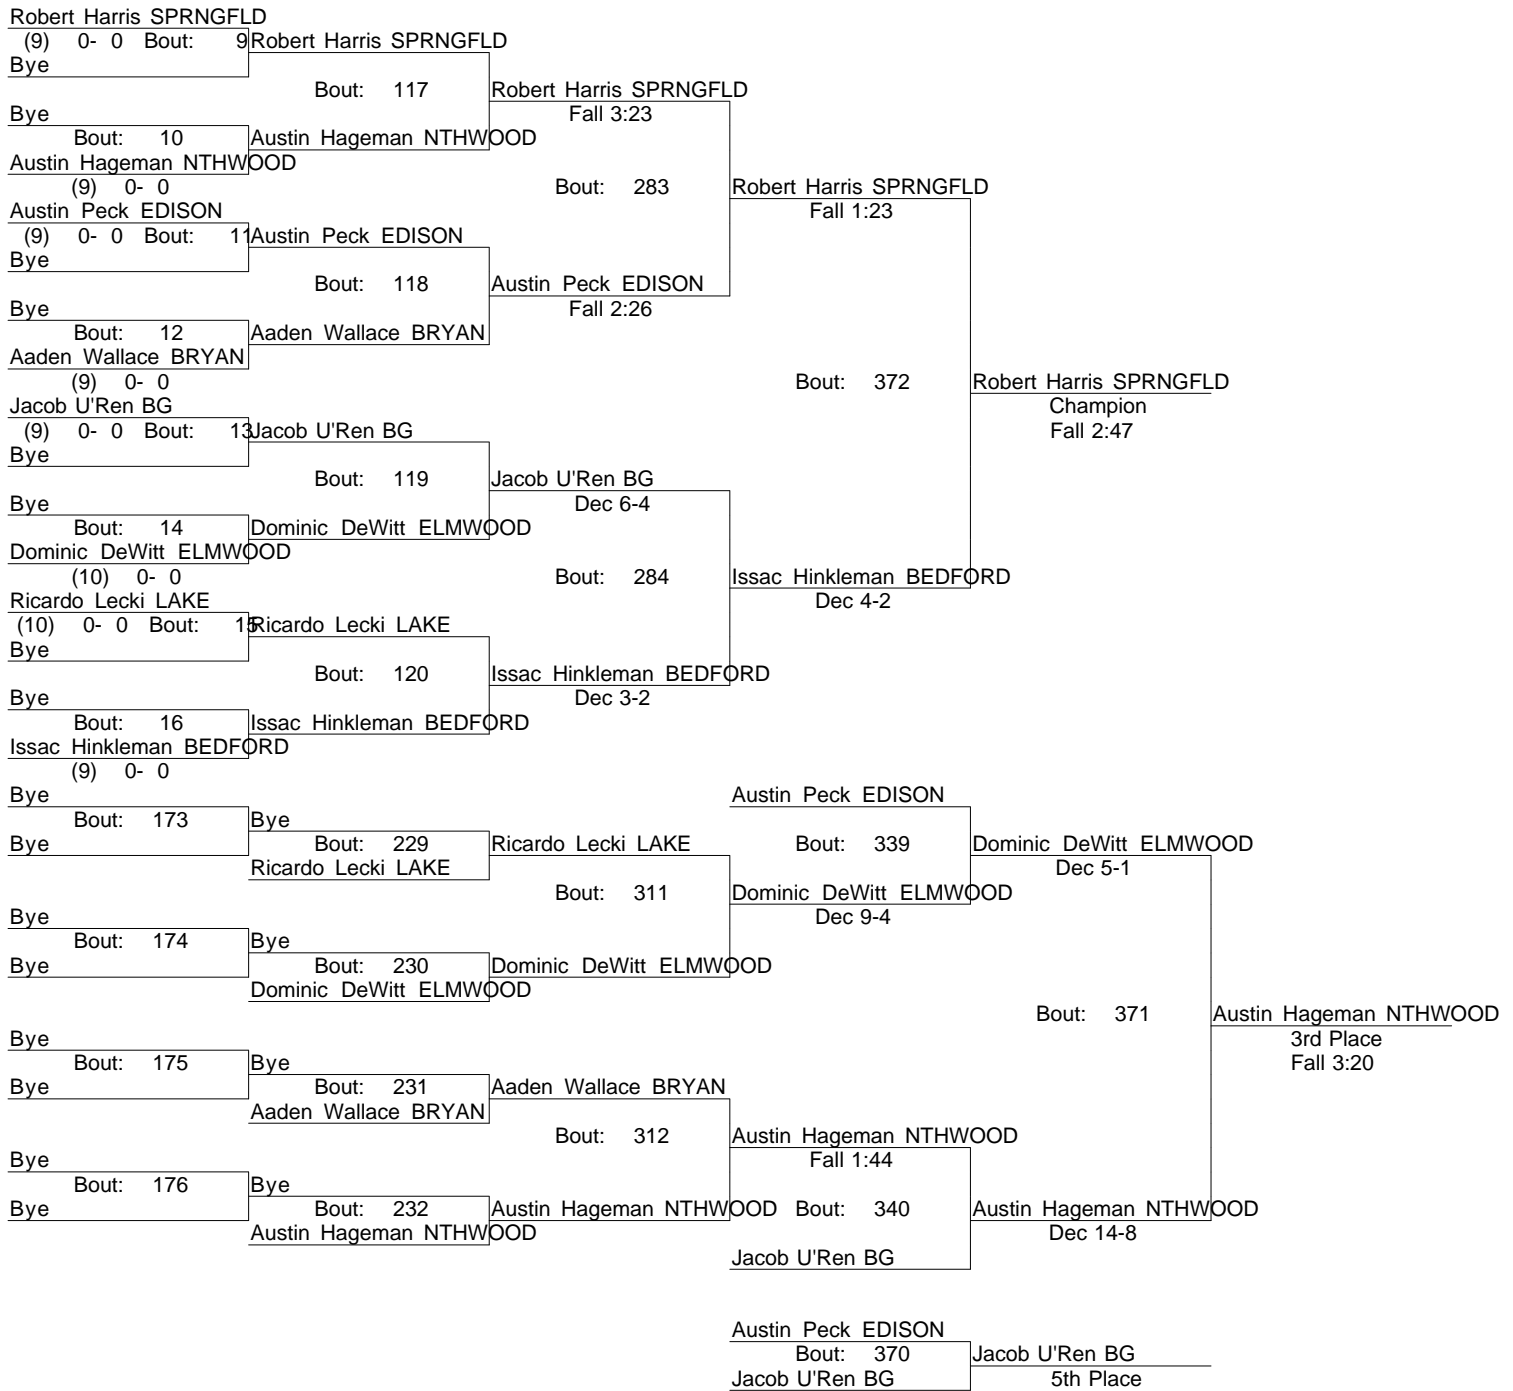 Robert Harris SPRNGFLD
(9) 0- 0 Bout: 9 Robert Harris SPRNGFLD
Bye
Bout: 117 Robert Harris SPRNGFLD
Bye Fall 3:23
Bout: 10 Austin Hageman NTHWOOD
Austin Hageman NTHWOOD
(9) 0- 0 Bout: 283 Robert Harris SPRNGFLD
Austin Peck EDISON Fall 1:23
(9) 0- 0 Bout: 11 Austin Peck EDISON
Bye
Bout: 118 Austin Peck EDISON
Bye Fall 2:26
Bout: 12 Aaden Wallace BRYAN
Aaden Wallace BRYAN
(9) 0- 0 Bout: 372 Robert Harris SPRNGFLD
Jacob U'Ren BG Champion
(9) 0- 0 Bout: 13 Jacob U'Ren BG Fall 2:47
Bye
Bout: 119 Jacob U'Ren BG
Bye Dec 6-4
Bout: 14 Dominic DeWitt ELMWOOD
Dominic DeWitt ELMWOOD
(10) 0- 0 Bout: 284 Issac Hinkleman BEDFORD
Ricardo Lecki LAKE Dec 4-2
(10) 0- 0 Bout: 15 Ricardo Lecki LAKE
Bye
Bout: 120 Issac Hinkleman BEDFORD
Bye Dec 3-2
Bout: 16 Issac Hinkleman BEDFORD
Issac Hinkleman BEDFORD
(9) 0- 0
Bye Austin Peck EDISON
Bout: 173 Bye
Bye Bout: 229 Ricardo Lecki LAKE Bout: 339 Dominic DeWitt ELMWOOD
Ricardo Lecki LAKE Dec 5-1
Bout: 311 Dominic DeWitt ELMWOOD
Bye Dec 9-4
Bout: 174 Bye
Bye Bout: 230 Dominic DeWitt ELMWOOD
Dominic DeWitt ELMWOOD
Bout: 371 Austin Hageman NTHWOOD
Bye 3rd Place
Bout: 175 Bye Fall 3:20
Bye Bout: 231 Aaden Wallace BRYAN
Aaden Wallace BRYAN
Bout: 312 Austin Hageman NTHWOOD
Bye Fall 1:44
Bout: 176 Bye
Bye Bout: 232 Austin Hageman NTHWOOD Bout: 340 Austin Hageman NTHWOOD
Austin Hageman NTHWOOD Dec 14-8
Jacob U'Ren BG
Austin Peck EDISON
Bout: 370 Jacob U'Ren BG
Jacob U'Ren BG 5th Place